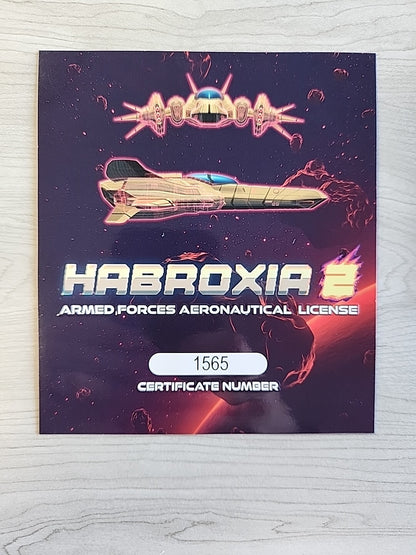 HABROXIA 2
ARMED FORCES AERONAUTICAL LICENSE
1565
CERTIFICATE NUMBER